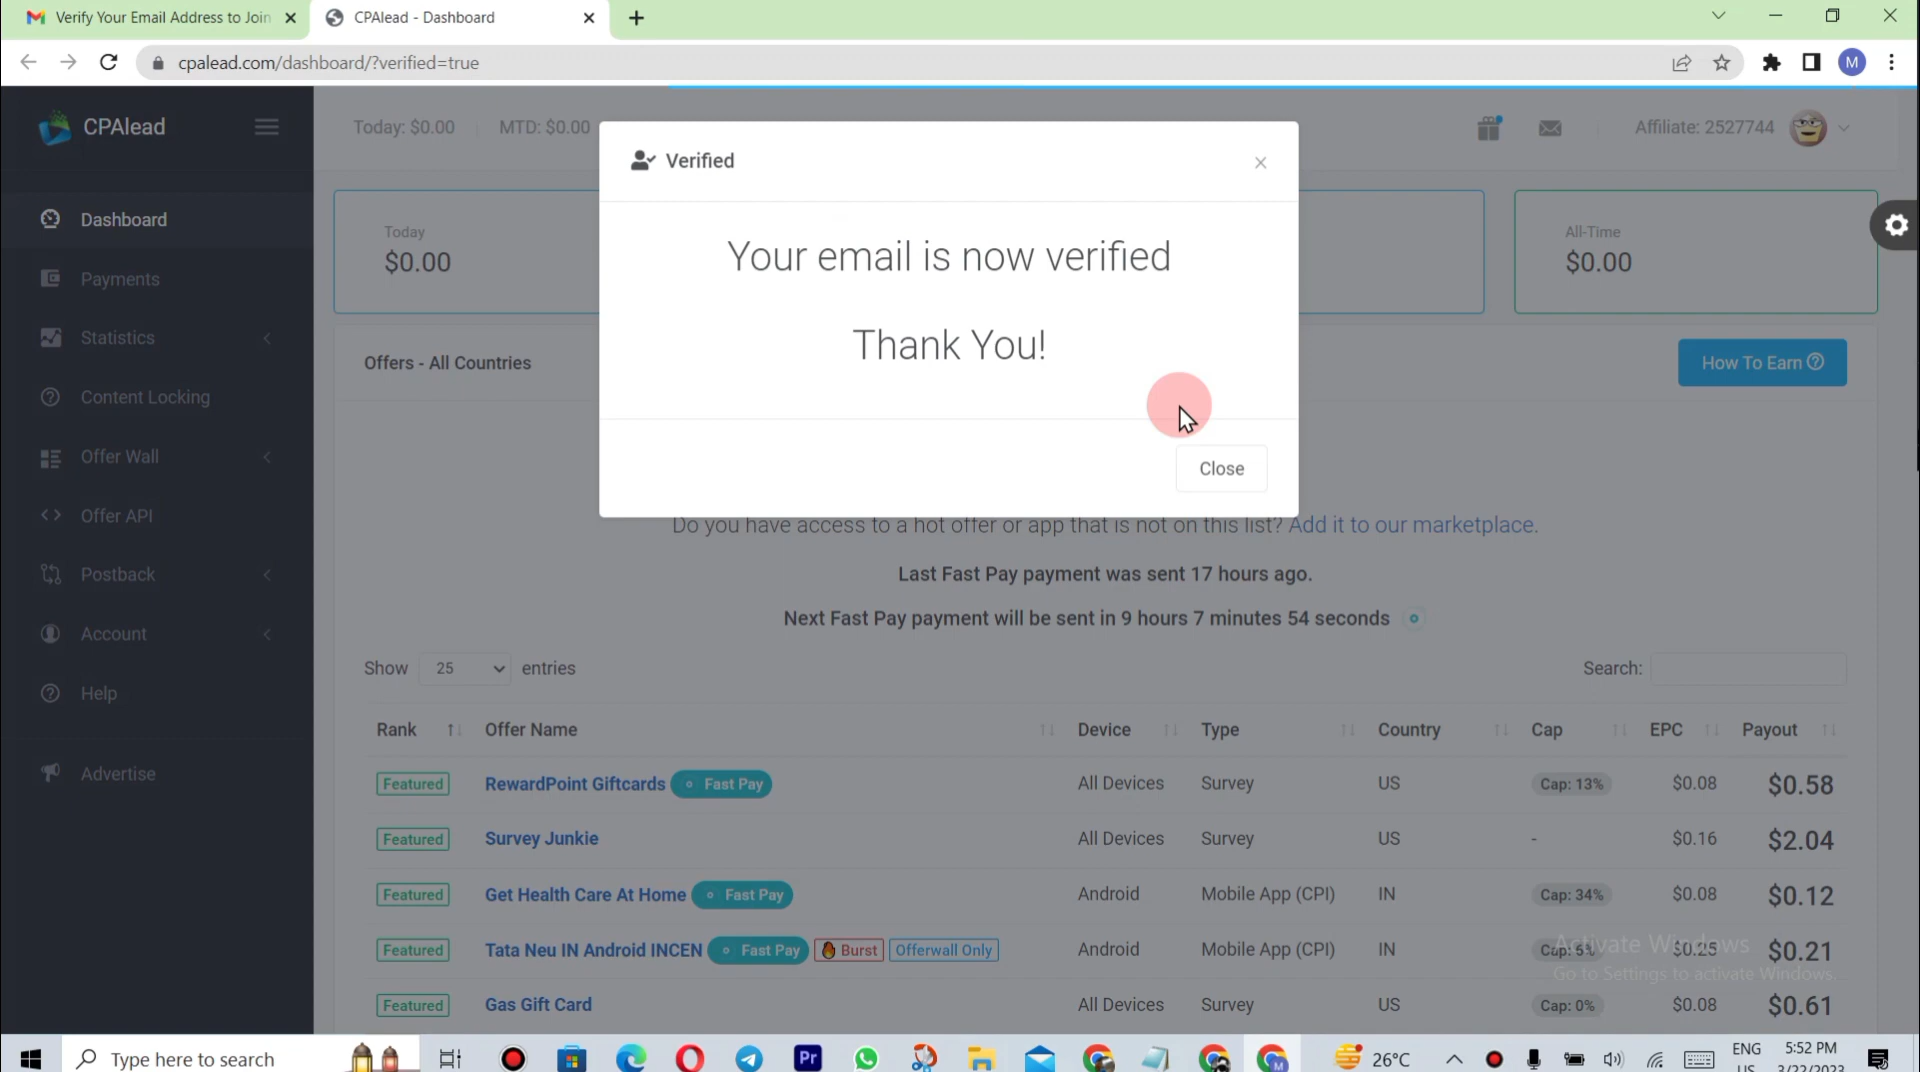 Verify Your Email Address to Join
CPAlead - Dashboard
cpalead.com/dashboard/?verified=true
M
CPAlead
Today: $0.00
MTD: $0.00
Affiliate: 2527744
Verified
×
Your email is now verified
Thank You!
Close
Dashboard
Payments
Statistics
Content Locking
Offer Wall
Offer API
Postback
Account
Help
Advertise
Today
$0.00
All-Time
$0.00
Offers - All Countries
How To Earn
Do you have access to a hot offer or app that is not on this list? Add it to our marketplace.
Last Fast Pay payment was sent 17 hours ago.
Next Fast Pay payment will be sent in 9 hours 7 minutes 54 seconds
Show 25 entries
Search:
Rank Offer Name Device Type Country Cap EPC Payout
Featured RewardPoint Giftcards Fast Pay All Devices Survey US Cap: 13% $0.08 $0.58
Featured Survey Junkie All Devices Survey US - $0.16 $2.04
Featured Get Health Care At Home Fast Pay Android Mobile App (CPI) IN Cap: 34% $0.08 $0.12
Featured Tata Neu IN Android INCEN Fast Pay Burst Offerwall Only Android Mobile App (CPI) IN Cap: 5% $0.25 $0.21
Activate Windows
Go to Settings to activate Windows.
Featured Gas Gift Card All Devices Survey US Cap: 0% $0.08 $0.61
Type here to search
Pr
M
26°C
ENG
US
5:52 PM
3/22/2023